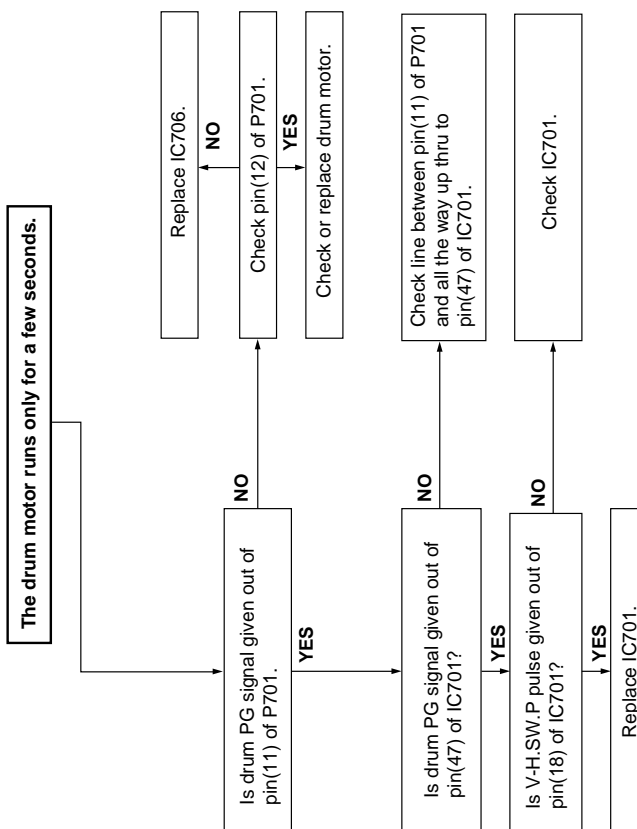 The drum motor runs only for a few seconds.
Is drum PG signal given out of
pin(11) of P701.
NO
YES
Replace IC706.
NO
Check pin(12) of P701.
YES
Check or replace drum motor.
Is drum PG signal given out of
pin(47) of IC701?
NO
YES
Check line between pin(11) of P701
and all the way up thru to
pin(47) of IC701.
Is V-H.SW.P pulse given out of
pin(18) of IC701?
NO
YES
Check IC701.
Replace IC701.